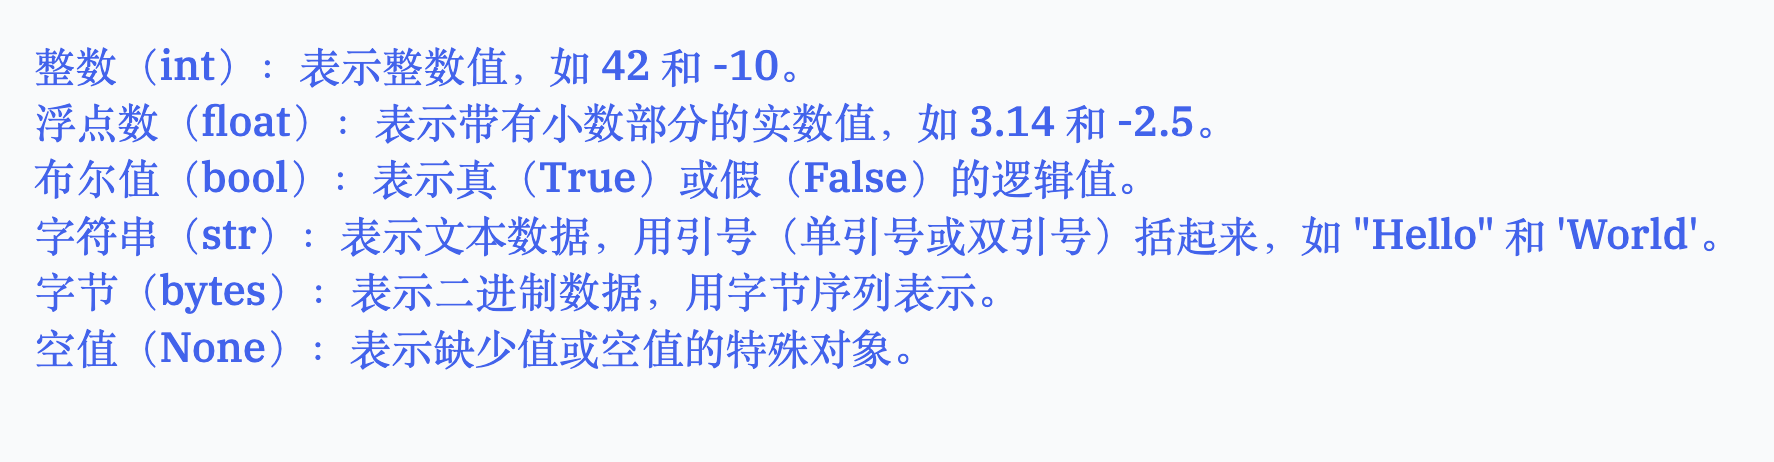 整数（int）：表示整数值，如 42 和 -10。
浮点数（float）：表示带有小数部分的实数值，如 3.14 和 -2.5。
布尔值（bool）：表示真（True）或假（False）的逻辑值。
字符串（str）：表示文本数据，用引号（单引号或双引号）括起来，如 "Hello" 和 'World'。
字节（bytes）：表示二进制数据，用字节序列表示。
空值（None）：表示缺少值或空值的特殊对象。